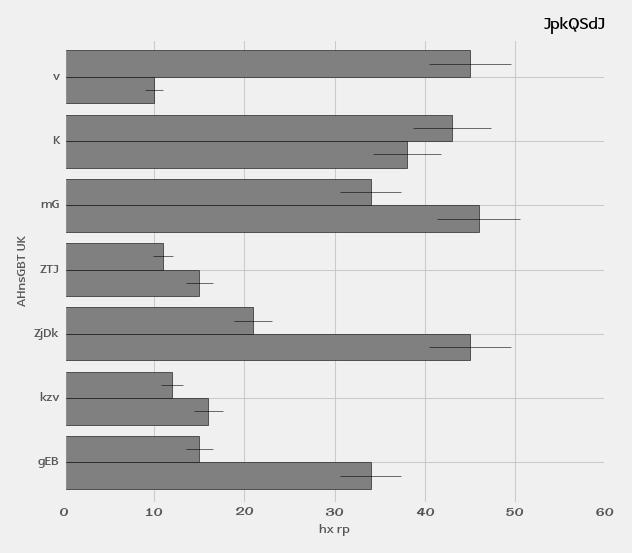 JpkQSdJ
v
K
mG
ZTJ
ZjDk
kzv
gEB
AHnsGBT UK
0 10 20 30 40 50 60
hx rp